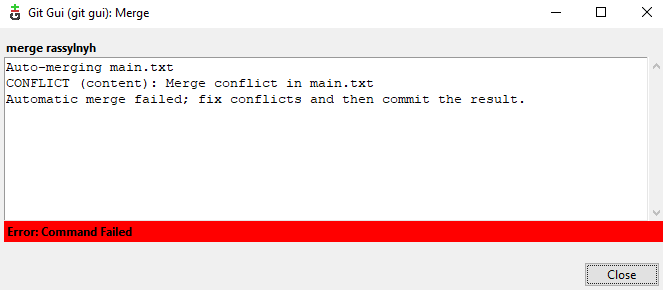 Git Gui (git gui): Merge
merge rassylnyh
Auto-merging main.txt
CONFLICT (content): Merge conflict in main.txt
Automatic merge failed; fix conflicts and then commit the result.
Error: Command Failed
Close